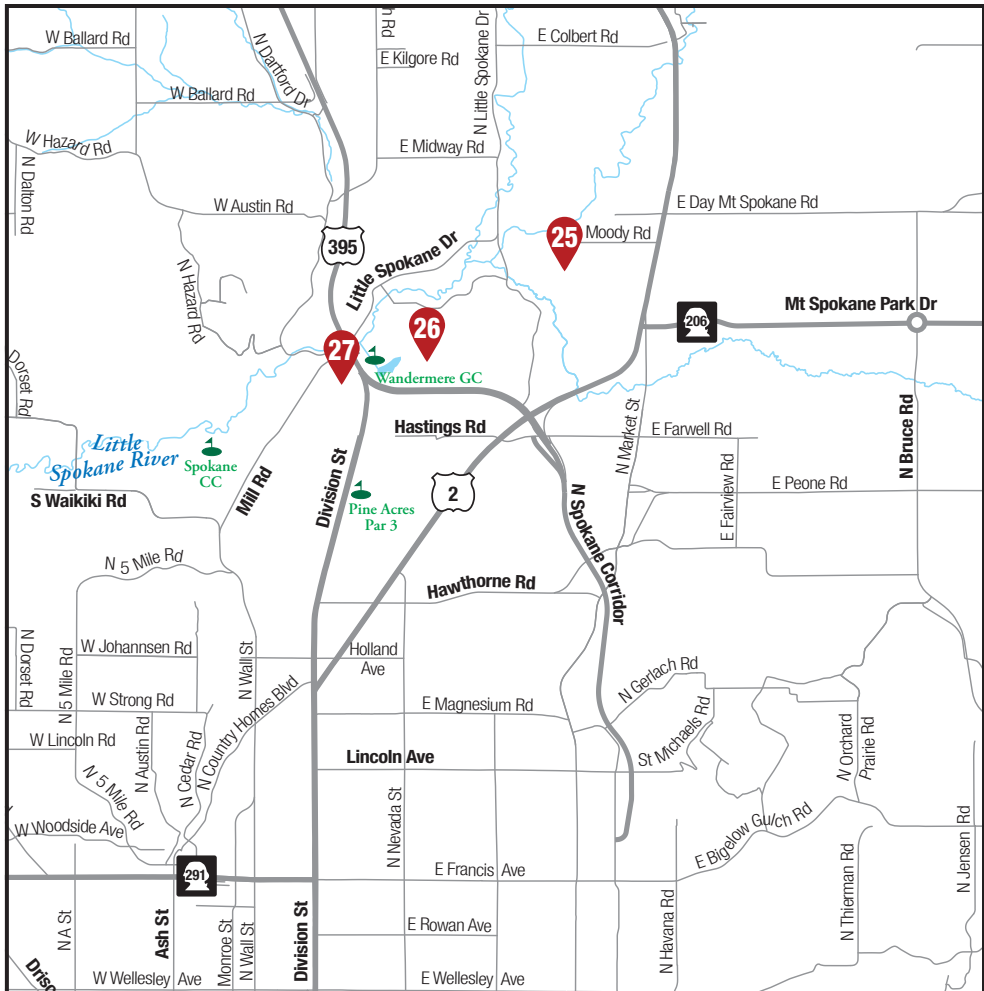 W Ballard Rd
N Dartford Dr
h Rd
N Little Spokane Dr
E Colbert Rd
E Kilgore Rd
W Ballard Rd
W Hazard Rd
E Midway Rd
N Dalton Rd
W Austin Rd
E Day Mt Spokane Rd
25
Moody Rd
395
Little Spokane Dr
N Hazard Rd
Mt Spokane Park Dr
206
26
27
Wandermere GC
Dorset Rd
N Market St
N Bruce Rd
Hastings Rd
E Farwell Rd
Little
Spokane River
Spokane
CC
Mill Rd
Division St
2
E Fairview Rd
E Peone Rd
S Waikiki Rd
Pine Acres
Par 3
N Spokane Corridor
N 5 Mile Rd
Hawthorne Rd
N Dorset Rd
N 5 Mile Rd
W Johannsen Rd
N Wall St
Holland
Ave
N Gerlach Rd
W Strong Rd
N Country Homes Blvd
E Magnesium Rd
St Michaels Rd
W Lincoln Rd
N Austin Rd
N Cedar Rd
Lincoln Ave
N Orchard
Prairie Rd
N 5 Mile Rd
N Nevada St
W Woodside Ave
E Bigelow Gulch Rd
291
E Francis Ave
N Jensen Rd
N A St
Ash St
Monroe St
N Wall St
Division St
E Rowan Ave
N Havana Rd
N Thierman Rd
Drisc
W Wellesley Ave
E Wellesley Ave